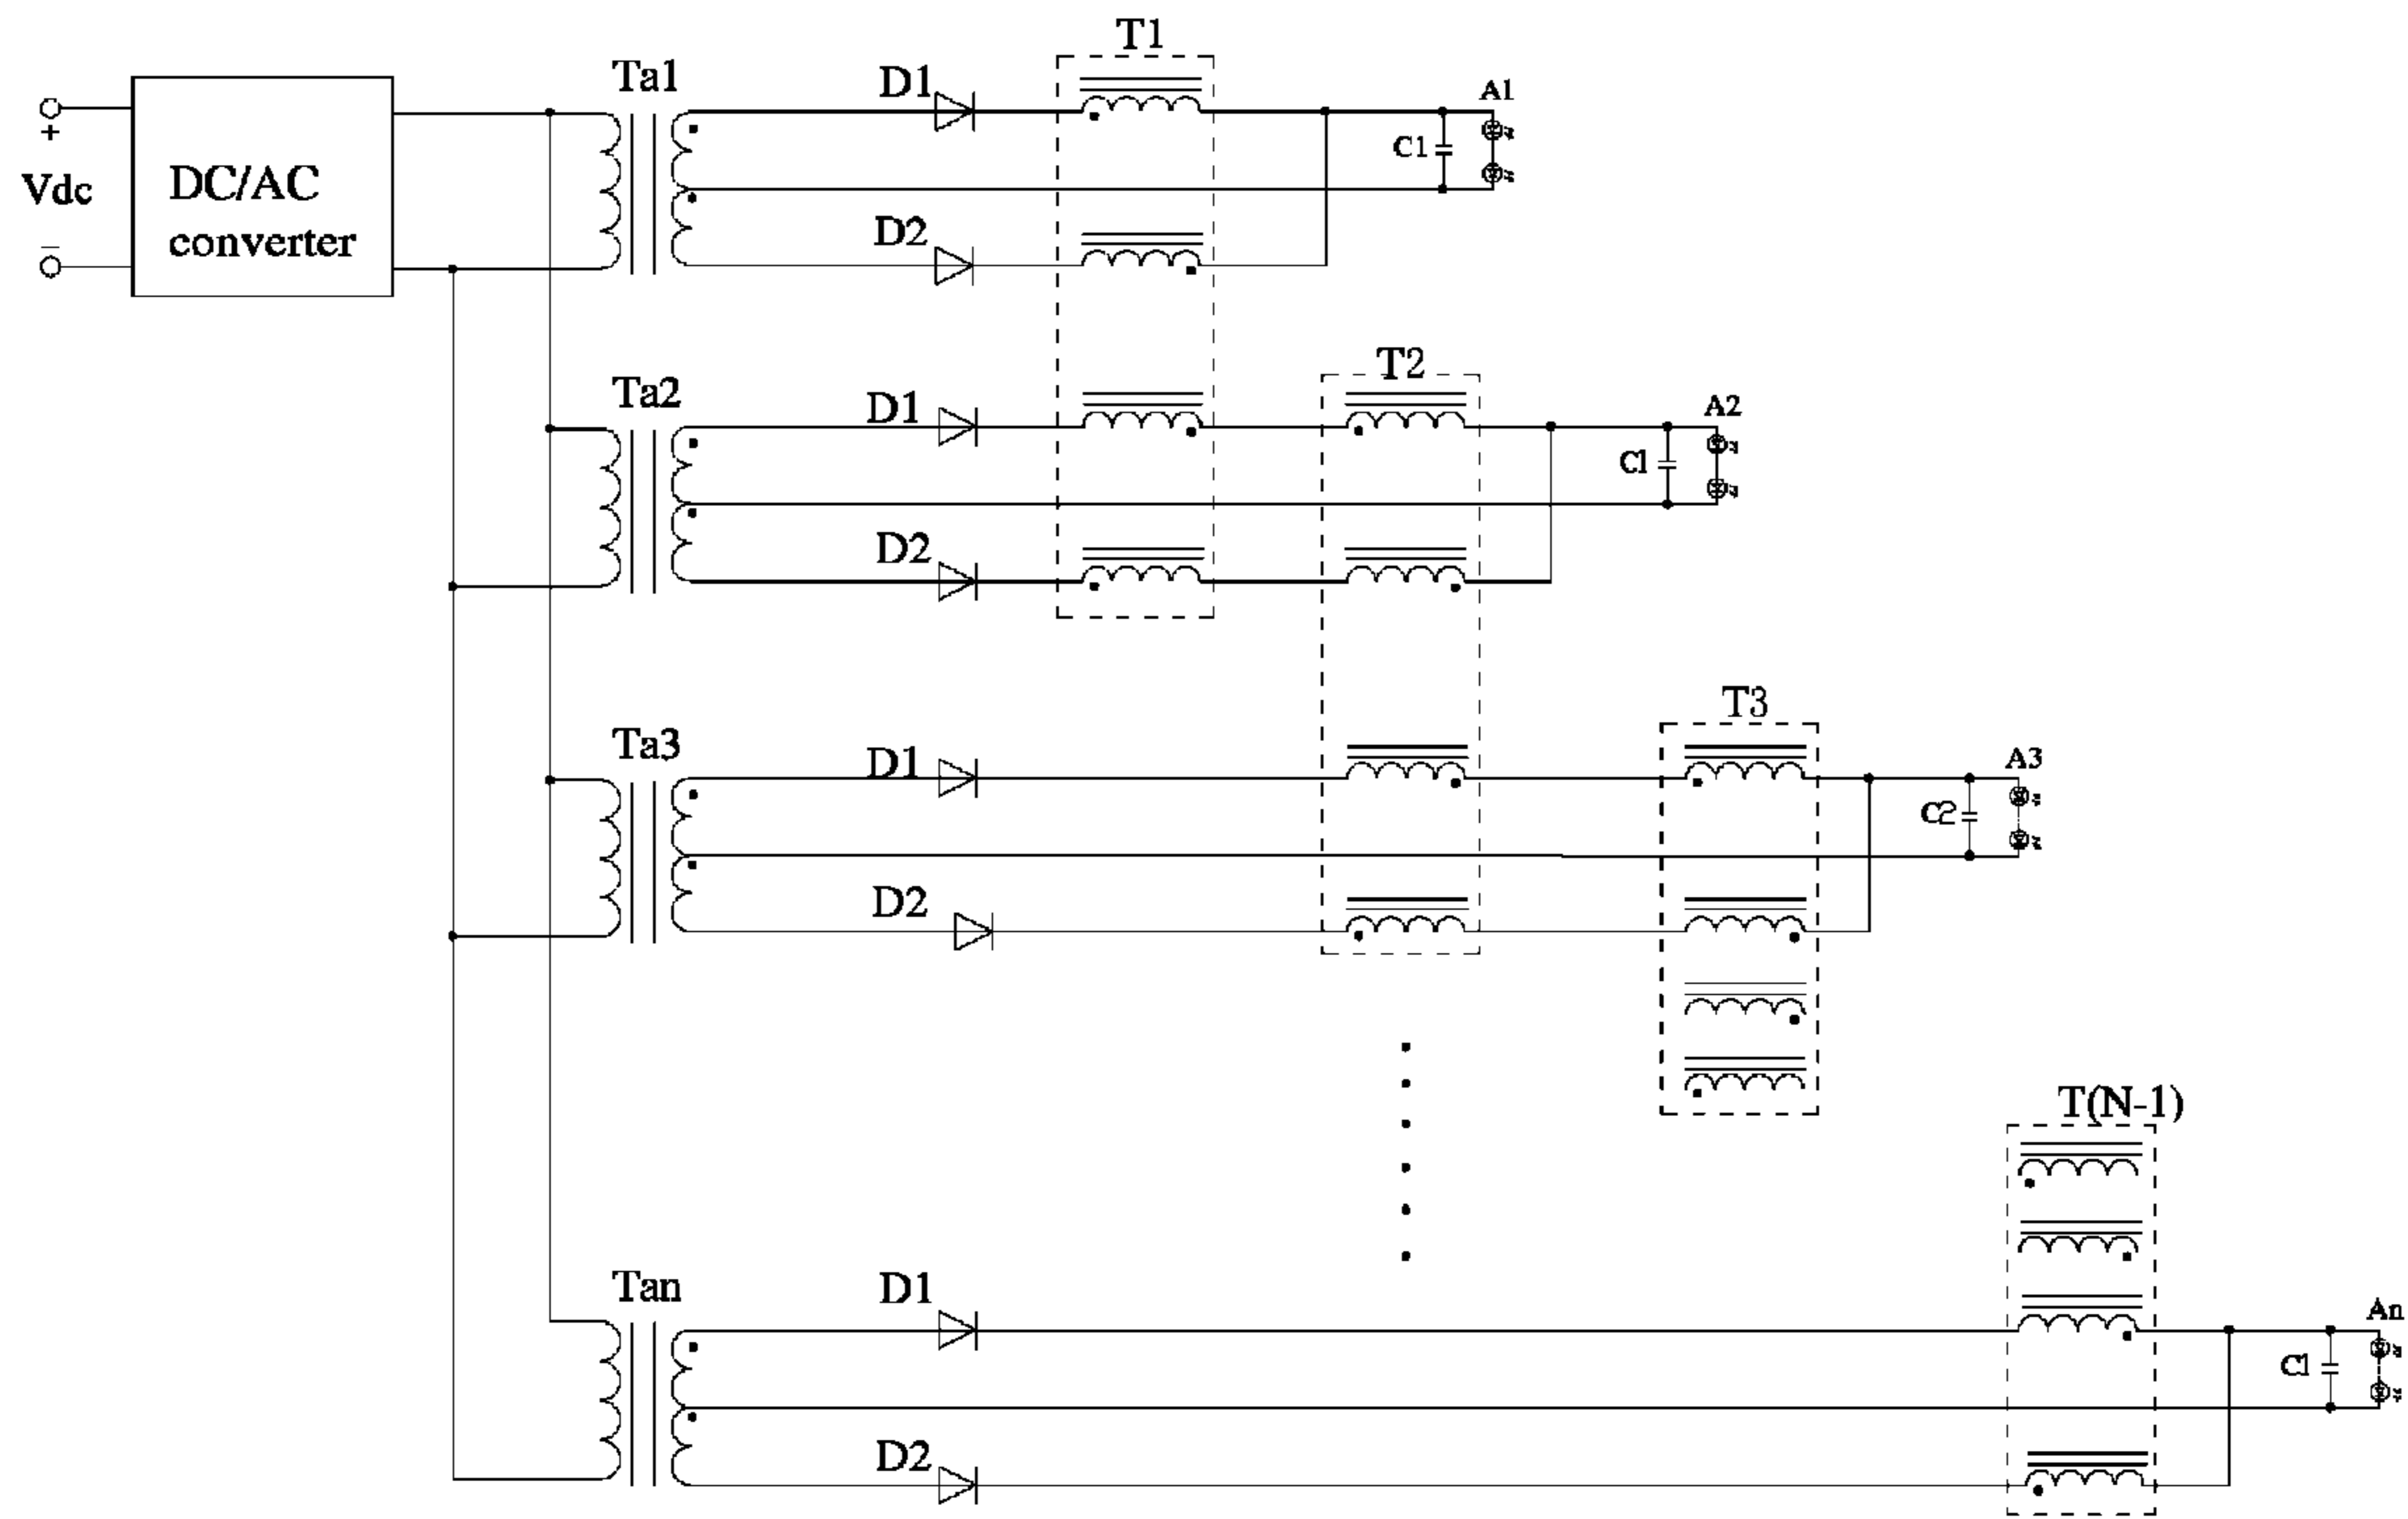 T1
Ta1
D1
A1
+
Vdc
−
DC/AC
converter
C1
D2
T2
Ta2
D1
A2
C1
D2
T3
Ta3
D1
A3
C2
D2
T(N-1)
Tan
D1
An
C1
D2